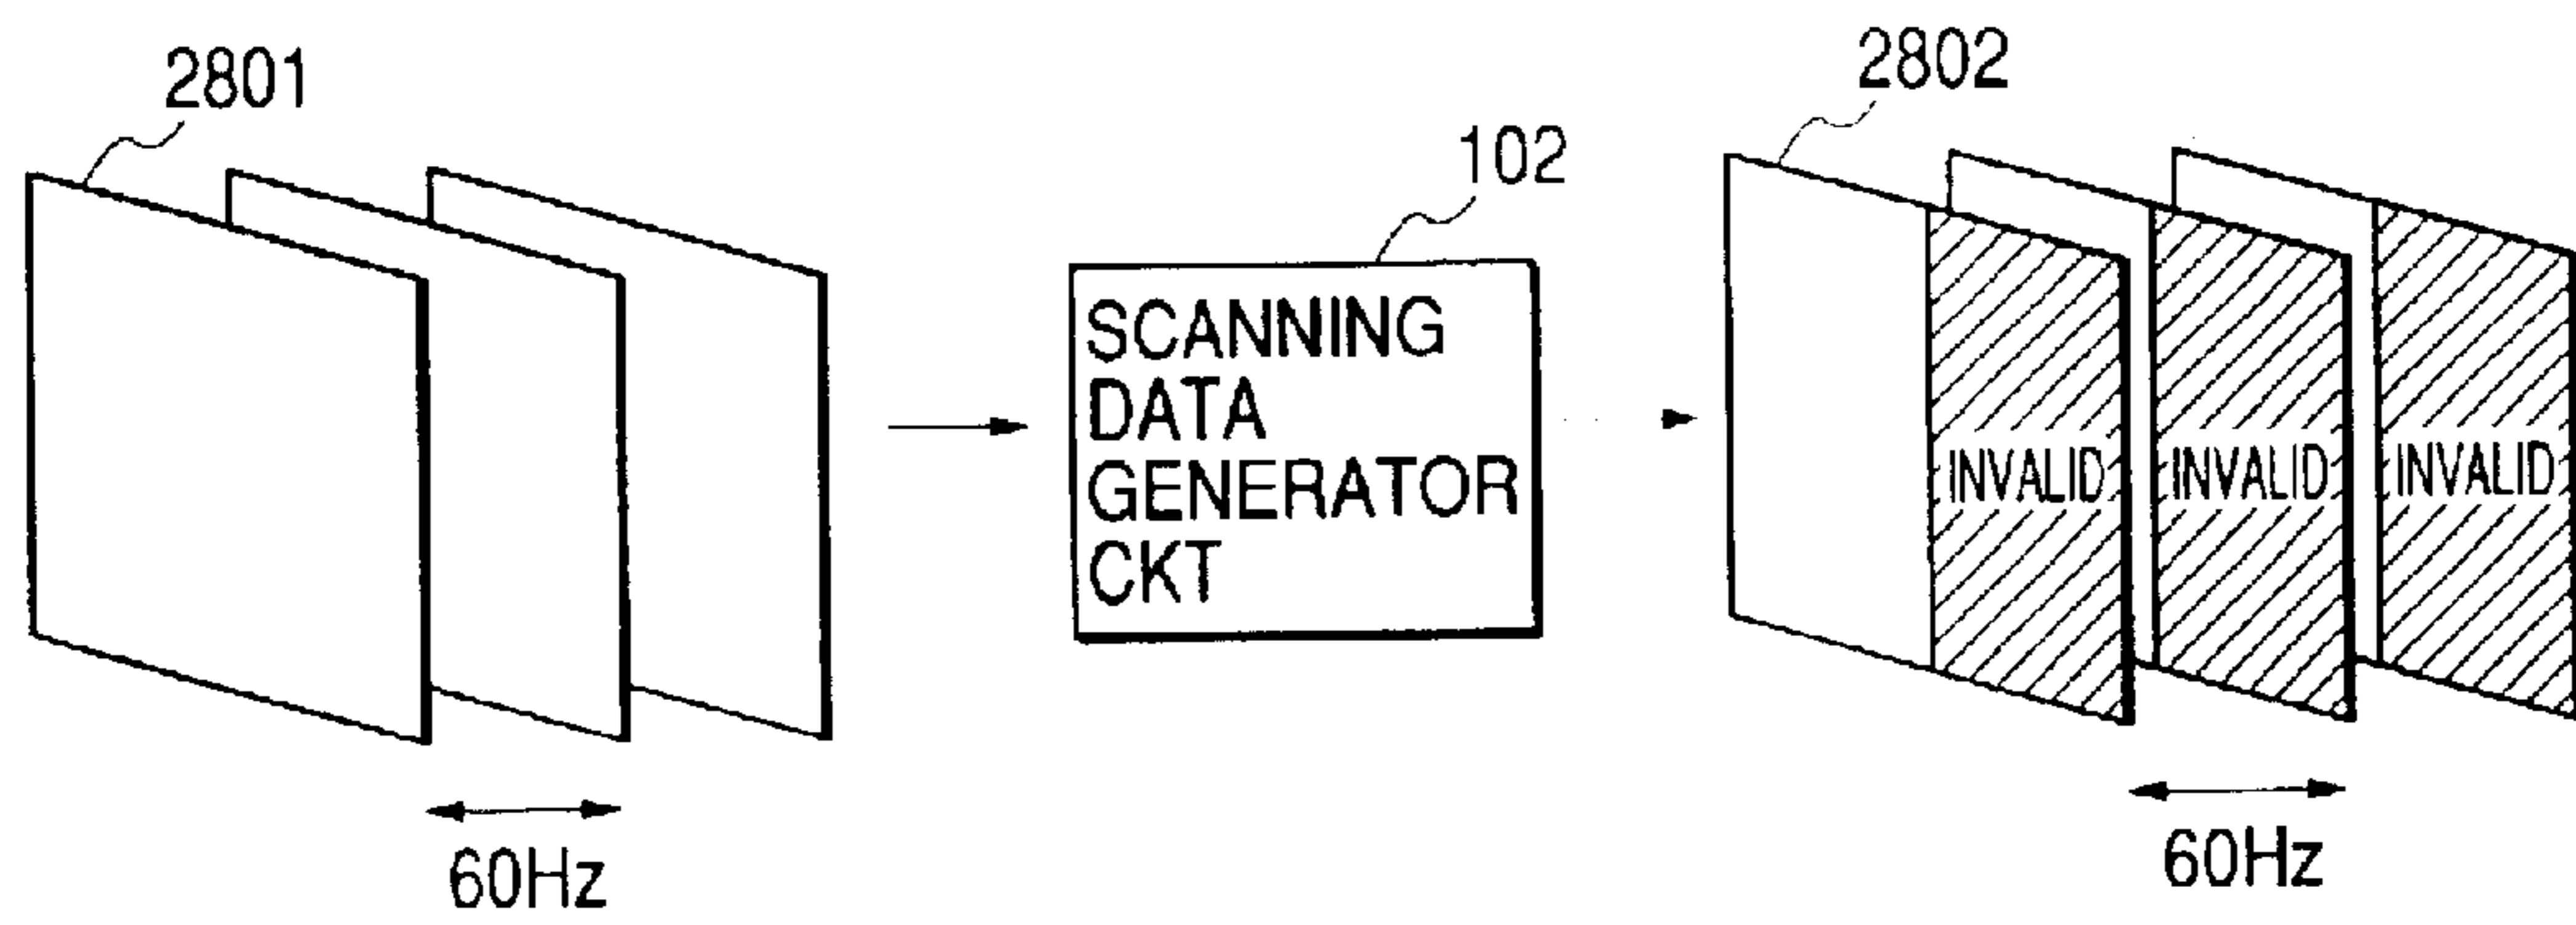 2801
2802
102
SCANNING
DATA
GENERATOR
CKT
INVALID INVALID INVALID
60Hz
60Hz